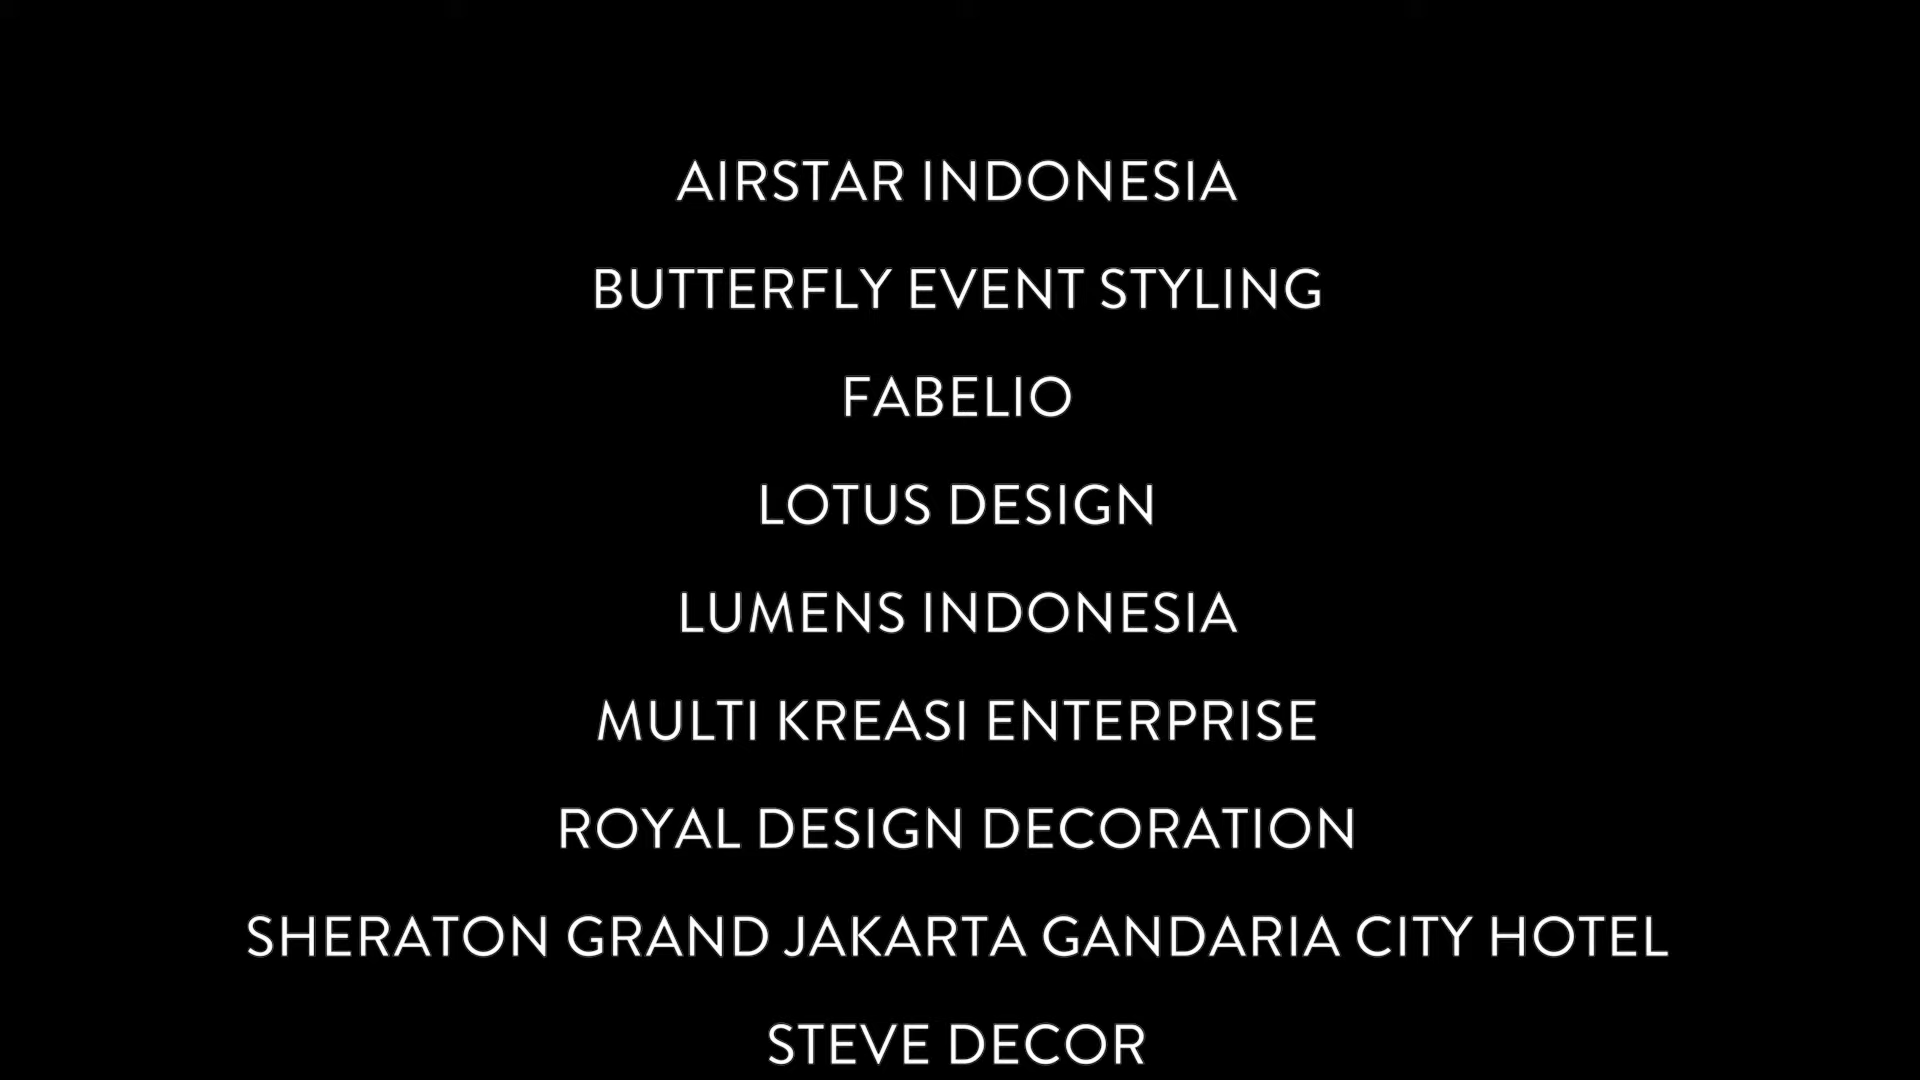 AIRSTAR INDONESIA
BUTTERFLY EVENT STYLING
FABELIO
LOTUS DESIGN
LUMENS INDONESIA
MULTI KREASI ENTERPRISE
ROYAL DESIGN DECORATION
SHERATON GRAND JAKARTA GANDARIA CITY HOTEL
STEVE DECOR